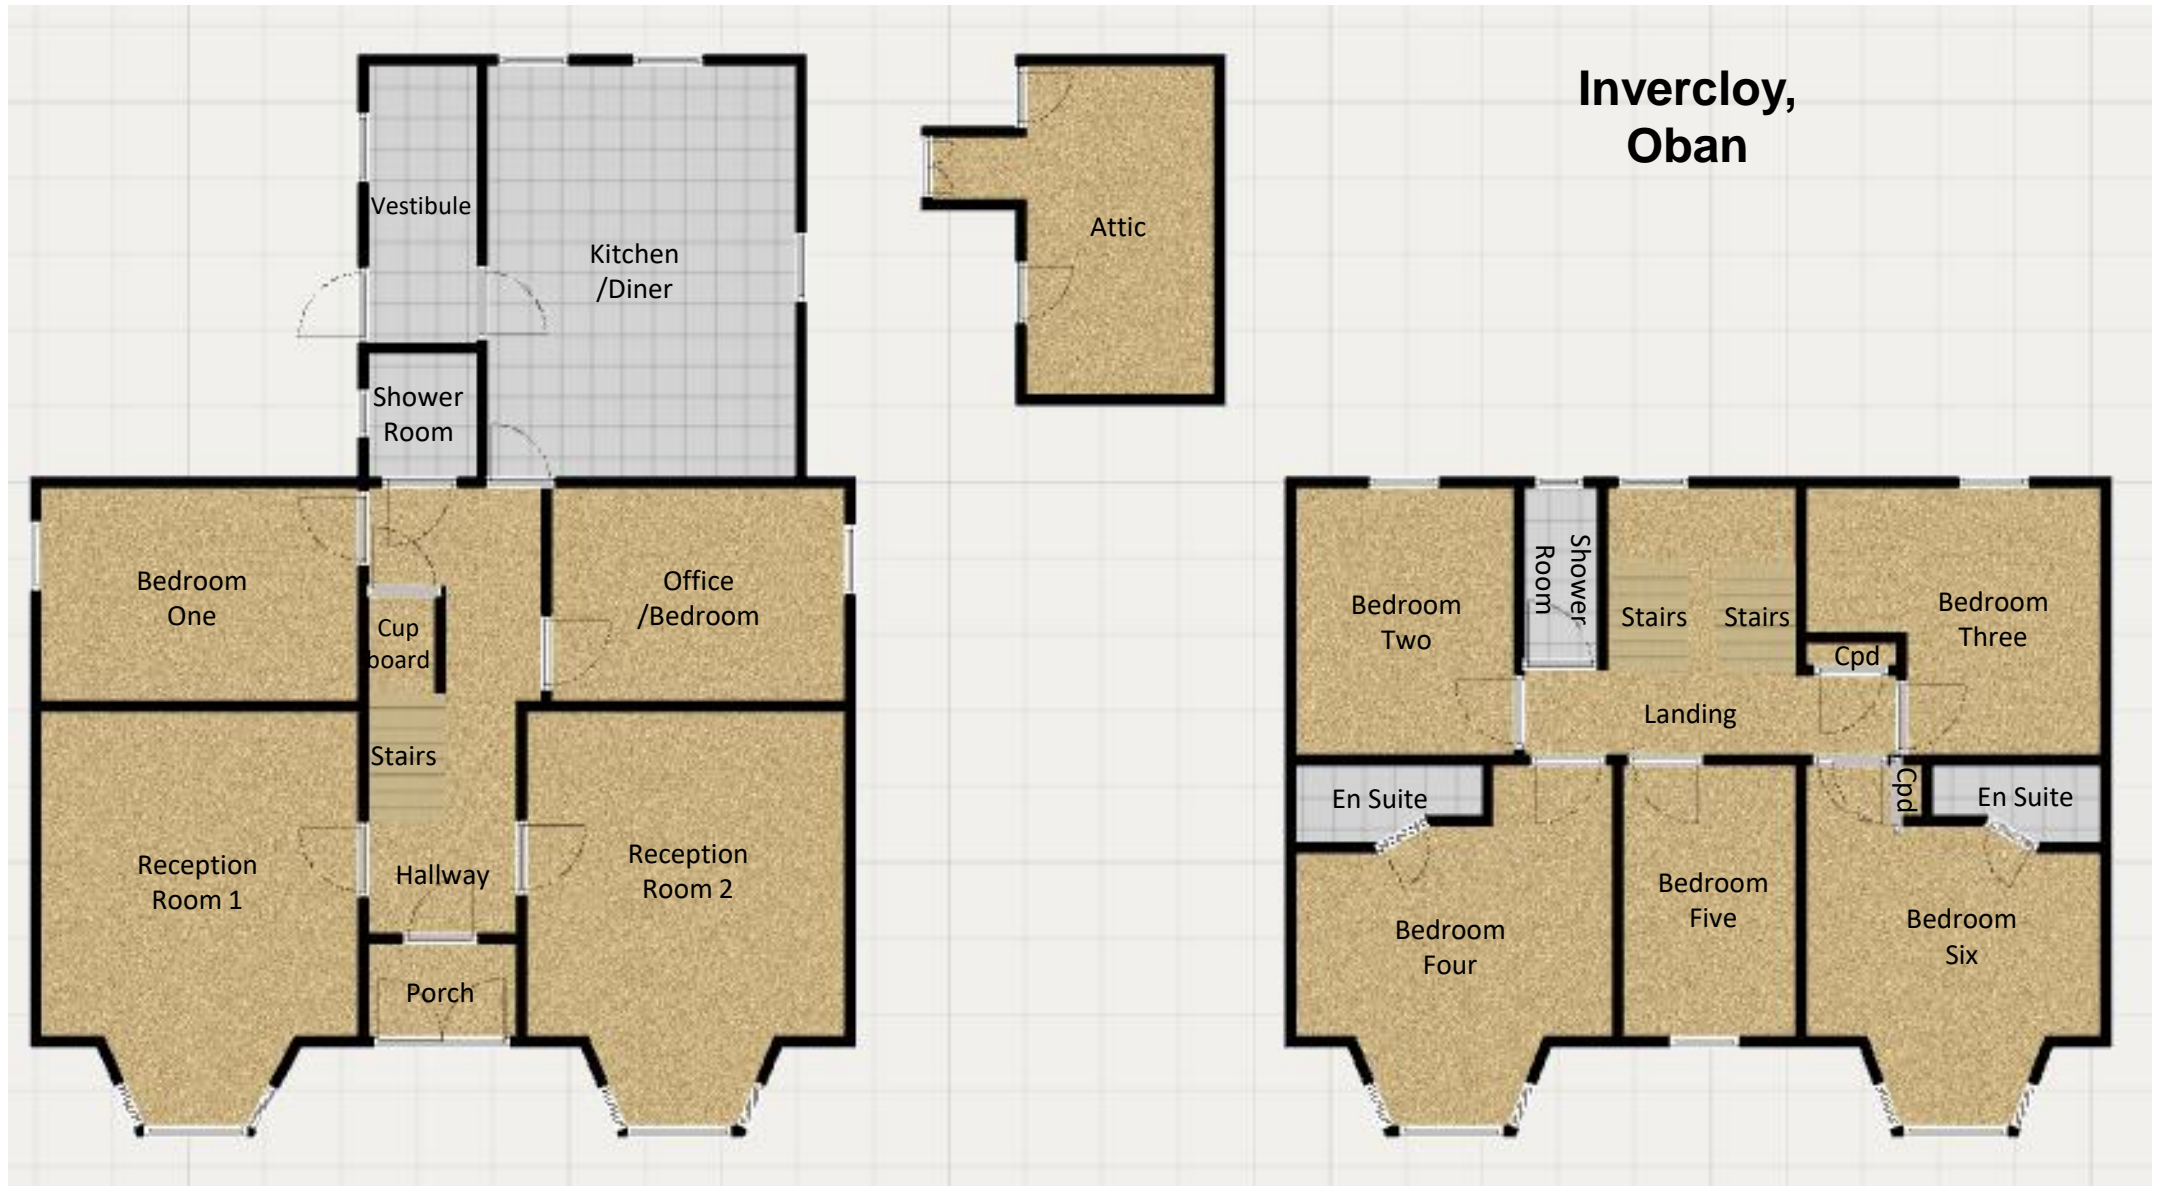 Invercloy,
Oban
Vestibule
Kitchen
/Diner
Attic
Shower
Room
Bedroom
One
Cup
board
Office
/Bedroom
Stairs
Reception
Room 1
Hallway
Reception
Room 2
Porch
Bedroom
Two
Shower
Room
Stairs
Stairs
Bedroom
Three
Cpd
Landing
En Suite
Cpd
En Suite
Bedroom
Four
Bedroom
Five
Bedroom
Six